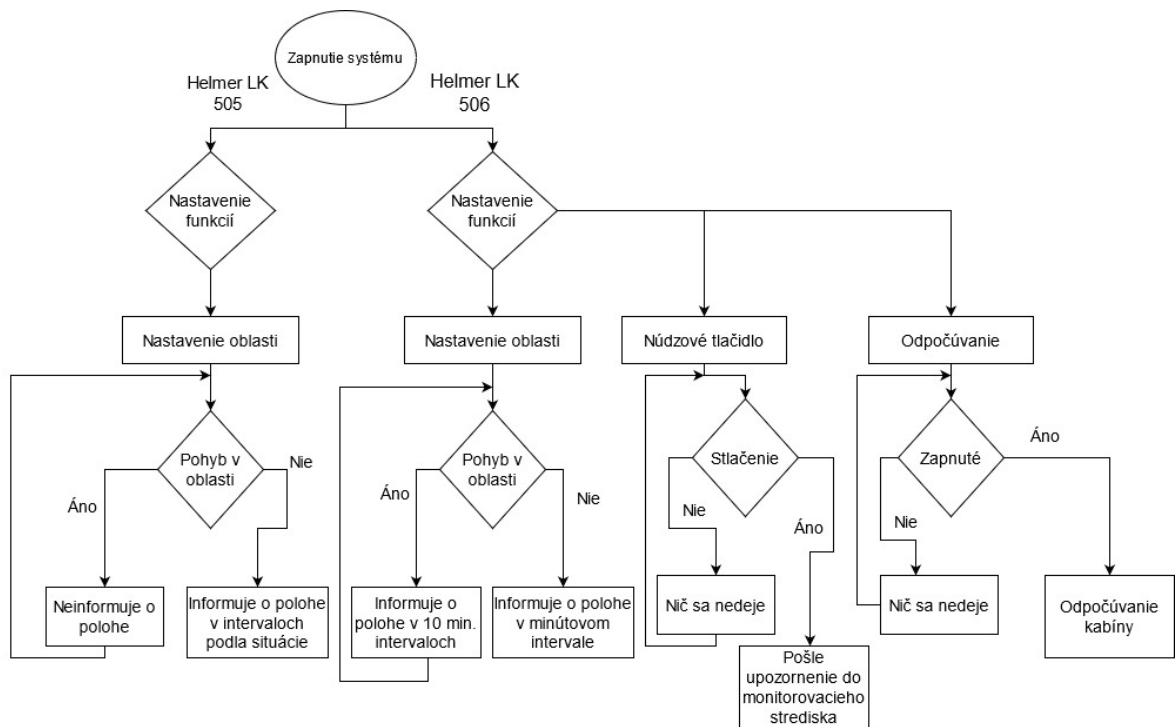 Zapnutie systému
Helmer LK
505
Helmer LK
506
Nastavenie
funkcií
Nastavenie
funkcií
Nastavenie oblasti
Nastavenie oblasti
Núdzové tlačidlo
Odpočúvanie
Pohyb v
oblasti
Nie
Áno
Pohyb v
oblasti
Áno
Nie
Stlačenie
Nie
Áno
Zapnuté
Áno
Nie
Neinformuje o
polohe
Informuje o polohe
v intervaloch
podla situácie
Informuje o
polohe v 10 min.
intervaloch
Informuje o polohe
v minútovom
intervale
Nič sa nedeje
Pošle
upozornenie do
monitorovacieho
strediska
Nič sa nedeje
Odpočúvanie
kabíny